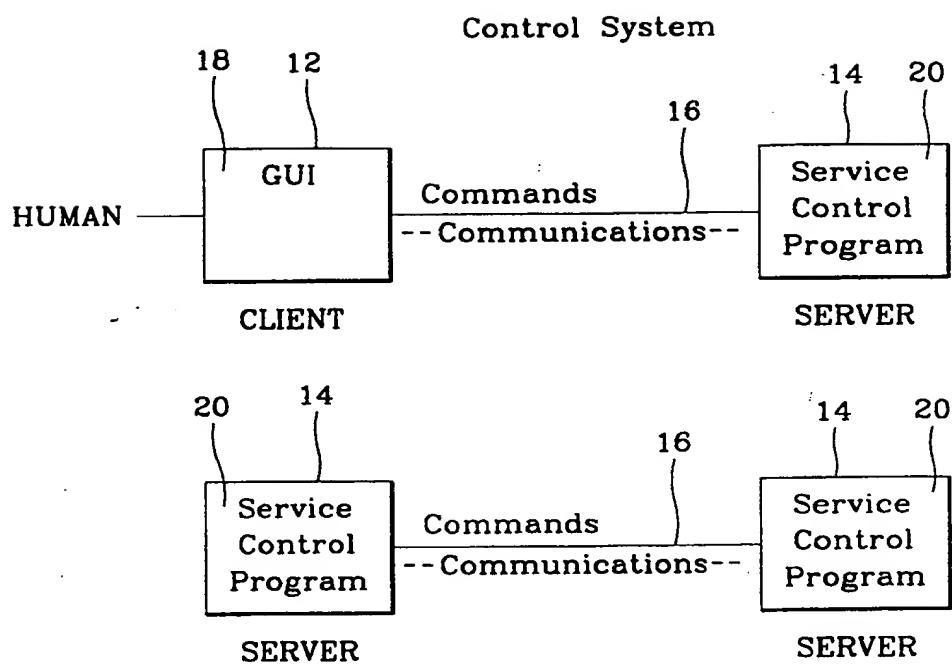 Control System
18 12 16 14 20
GUI
Service
Control
Program
HUMAN
Commands
--Communications--
CLIENT
SERVER
20 14 16 14 20
Service
Control
Program
Commands
--Communications--
Service
Control
Program
SERVER
SERVER